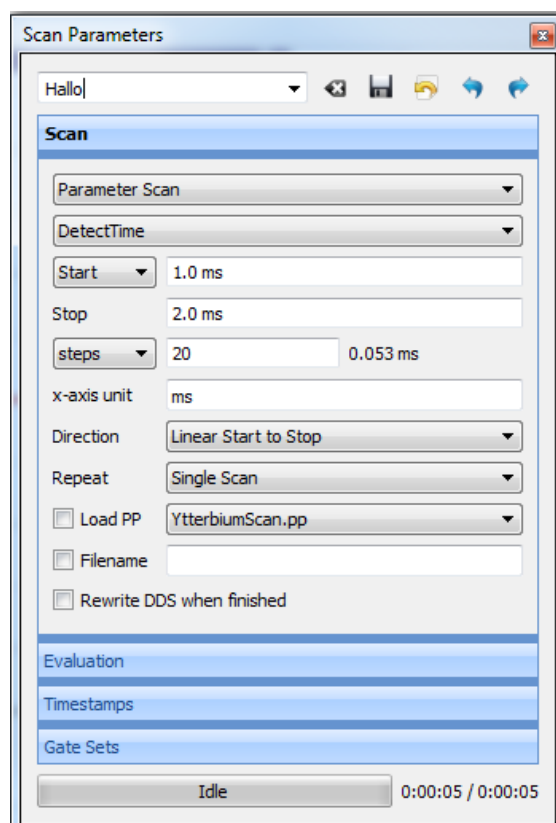 Scan Parameters
Hallo
Scan
Parameter Scan
DetectTime
Start 1.0 ms
Stop 2.0 ms
steps 20 0.053 ms
x-axis unit ms
Direction Linear Start to Stop
Repeat Single Scan
Load PP YtterbiumScan.pp
Filename
Rewrite DDS when finished
Evaluation
Timestamps
Gate Sets
Idle 0:00:05 / 0:00:05